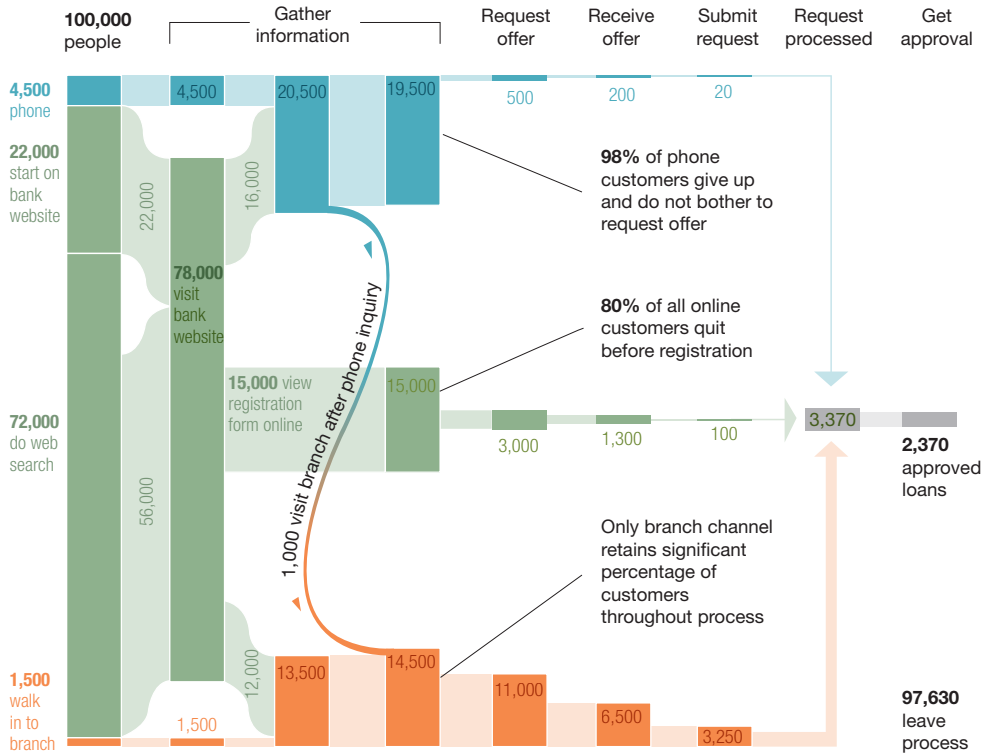 100,000
people
Gather
information
Request
offer
Receive
offer
Submit
request
Request
processed
Get
approval
4,500
phone
4,500
20,500
19,500
500
200
20
22,000
start on
bank
website
22,000
16,000
98% of phone
customers give up
and do not bother to
request offer
78,000
visit
bank
website
1,000 visit branch after phone inquiry
80% of all online
customers quit
before registration
15,000 view
registration
form online
15,000
3,000
1,300
100
3,370
2,370
approved
loans
72,000
do web
search
56,000
Only branch channel
retains significant
percentage of
customers
throughout process
1,500
walk
in to
branch
1,500
12,000
13,500
14,500
11,000
6,500
3,250
97,630
leave
process